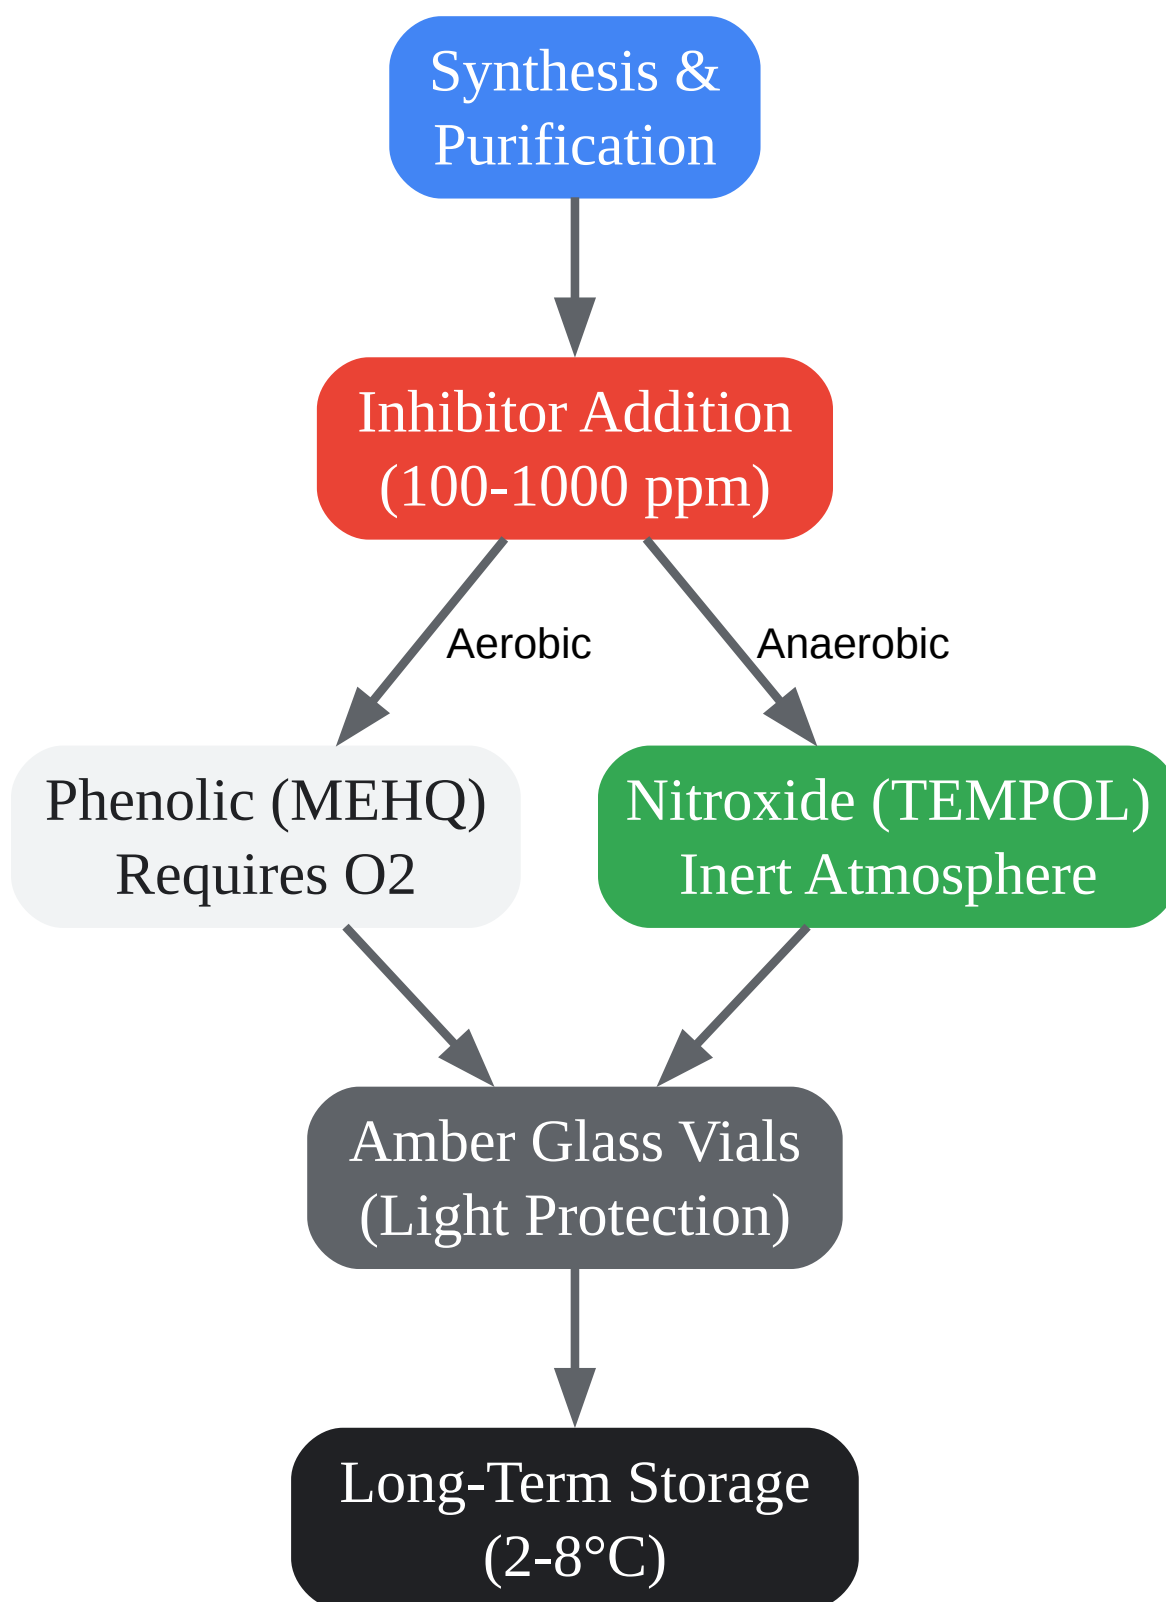 Synthesis &
Purification
Inhibitor Addition
(100-1000 ppm)
Aerobic
Anaerobic
Phenolic (MEHQ)
Requires O2
Nitroxide (TEMPOL)
Inert Atmosphere
Amber Glass Vials
(Light Protection)
Long-Term Storage
(2-8°C)